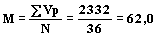 M = ∑Vp / N = 2332 / 36 = 62,0